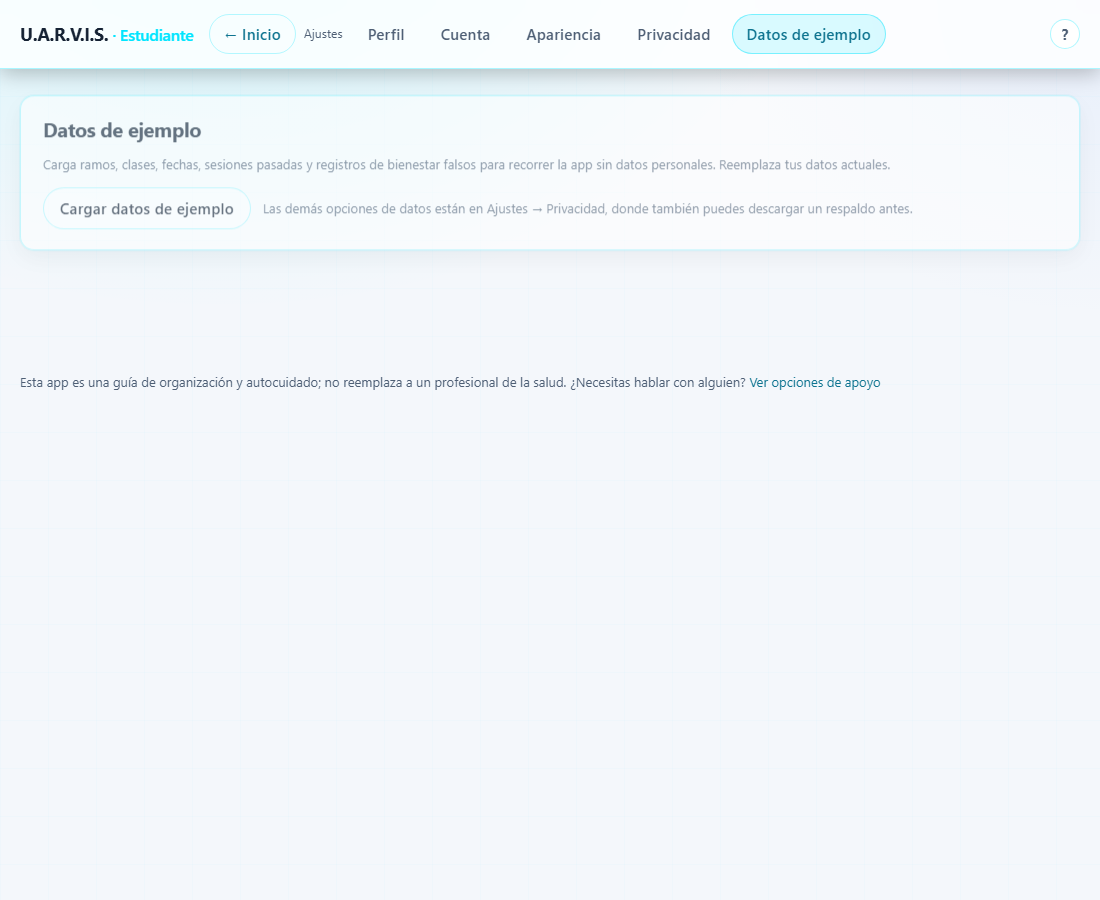 U.A.R.V.I.S. · Estudiante ← Inicio Ajustes Perfil Cuenta Apariencia Privacidad Datos de ejemplo ?
Datos de ejemplo
Carga ramos, clases, fechas, sesiones pasadas y registros de bienestar falsos para recorrer la app sin datos personales. Reemplaza tus datos actuales.
Cargar datos de ejemplo Las demás opciones de datos están en Ajustes → Privacidad, donde también puedes descargar un respaldo antes.
Esta app es una guía de organización y autocuidado; no reemplaza a un profesional de la salud. ¿Necesitas hablar con alguien? Ver opciones de apoyo